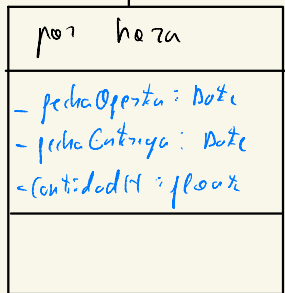 por hora
- fechaOferta : Date
- fechaEntrega : Date
- CantidadH : float